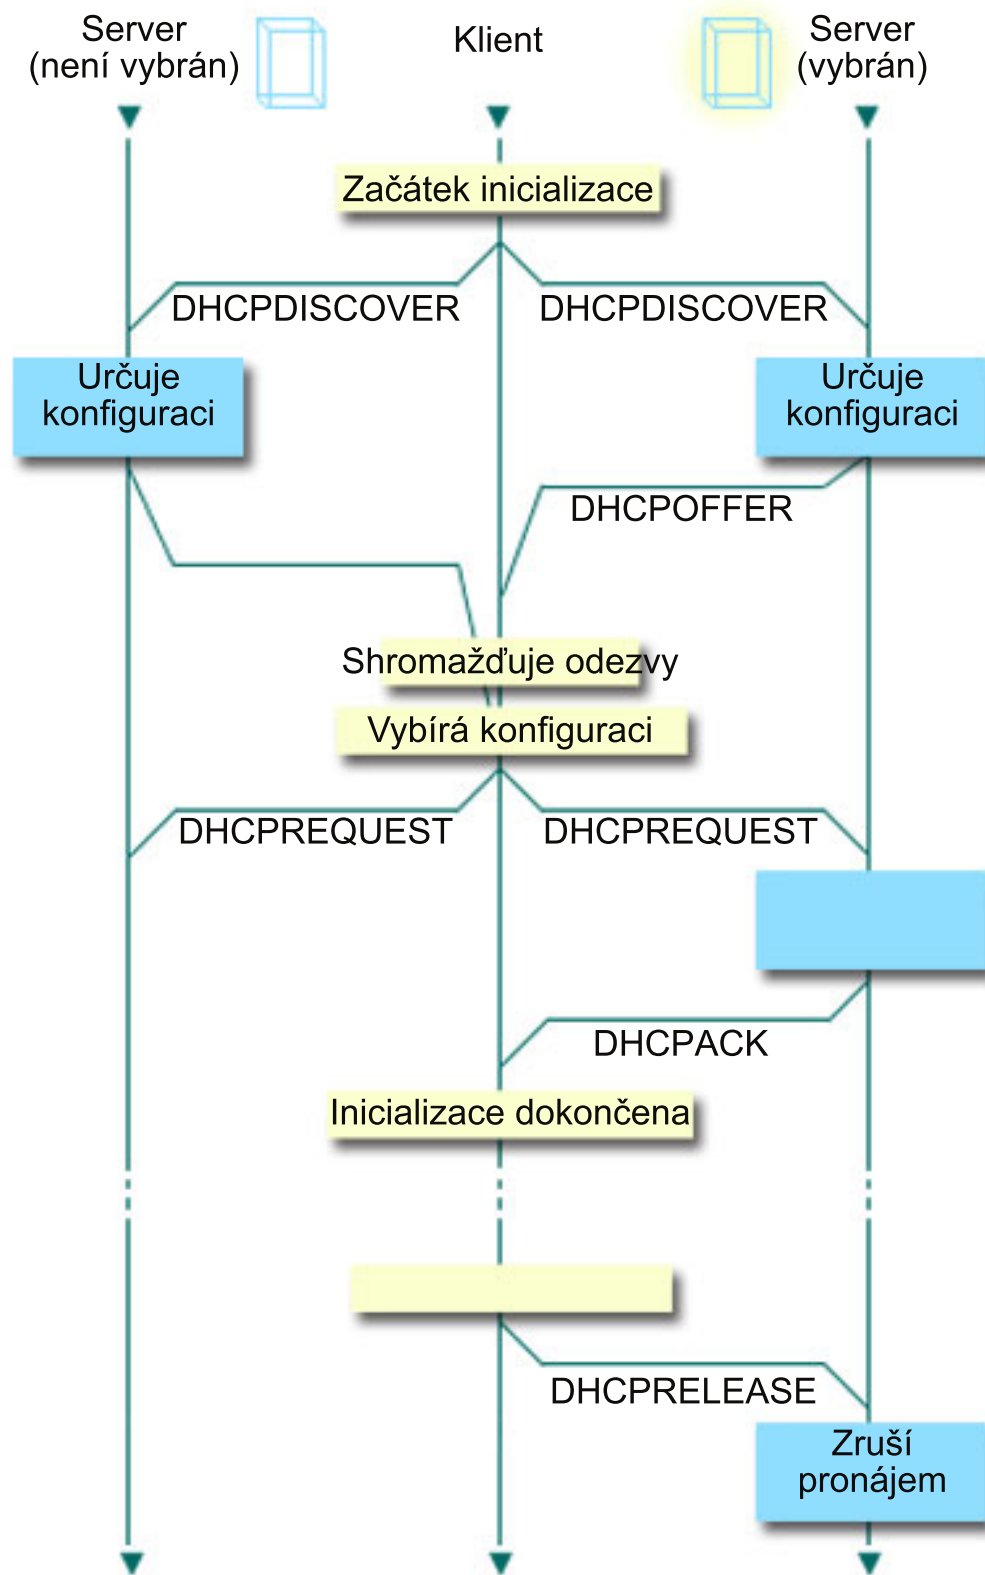 Server
(není vybrán)
Klient
Server
(vybrán)
Začátek inicializace
DHCPDISCOVER
DHCPDISCOVER
Určuje
konfiguraci
Určuje
konfiguraci
DHCPOFFER
Shromažďuje odezvy
Vybírá konfiguraci
DHCPREQUEST
DHCPREQUEST
DHCPACK
Inicializace dokončena
DHCPRELEASE
Zruší
pronájem